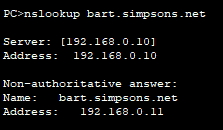 PC>nslookup bart.simpsons.net
Server: [192.168.0.10]
Address:  192.168.0.10
Non-authoritative answer:
Name:   bart.simpsons.net
Address:   192.168.0.11